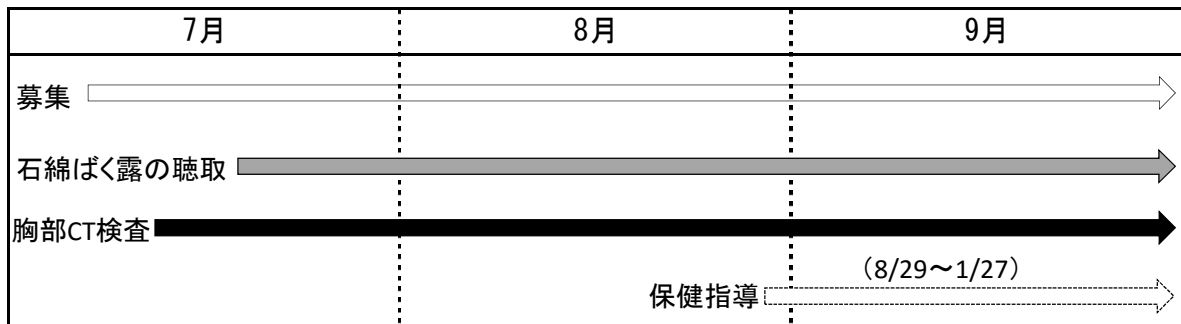 7月 8月 9月
募集
石綿ばく露の聴取
胸部CT検査
（8/29～1/27）
保健指導